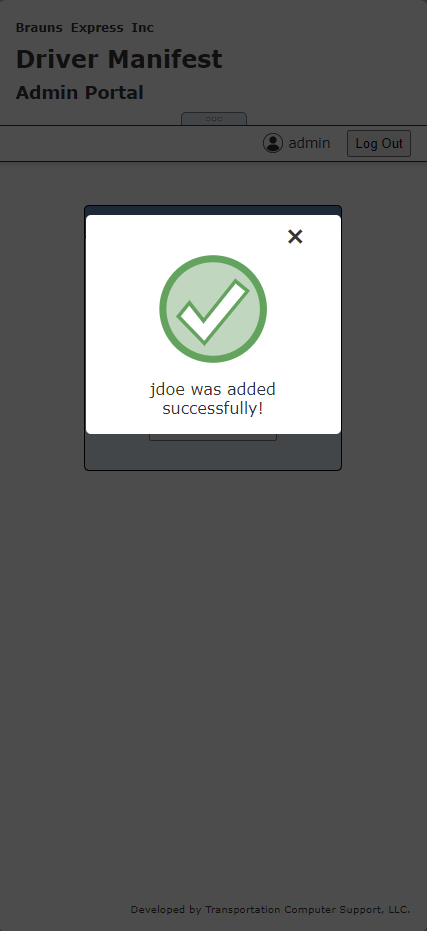 Brauns Express Inc
Driver Manifest
Admin Portal
admin
Log Out
×
jdoe was added
successfully!
Developed by Transportation Computer Support, LLC.